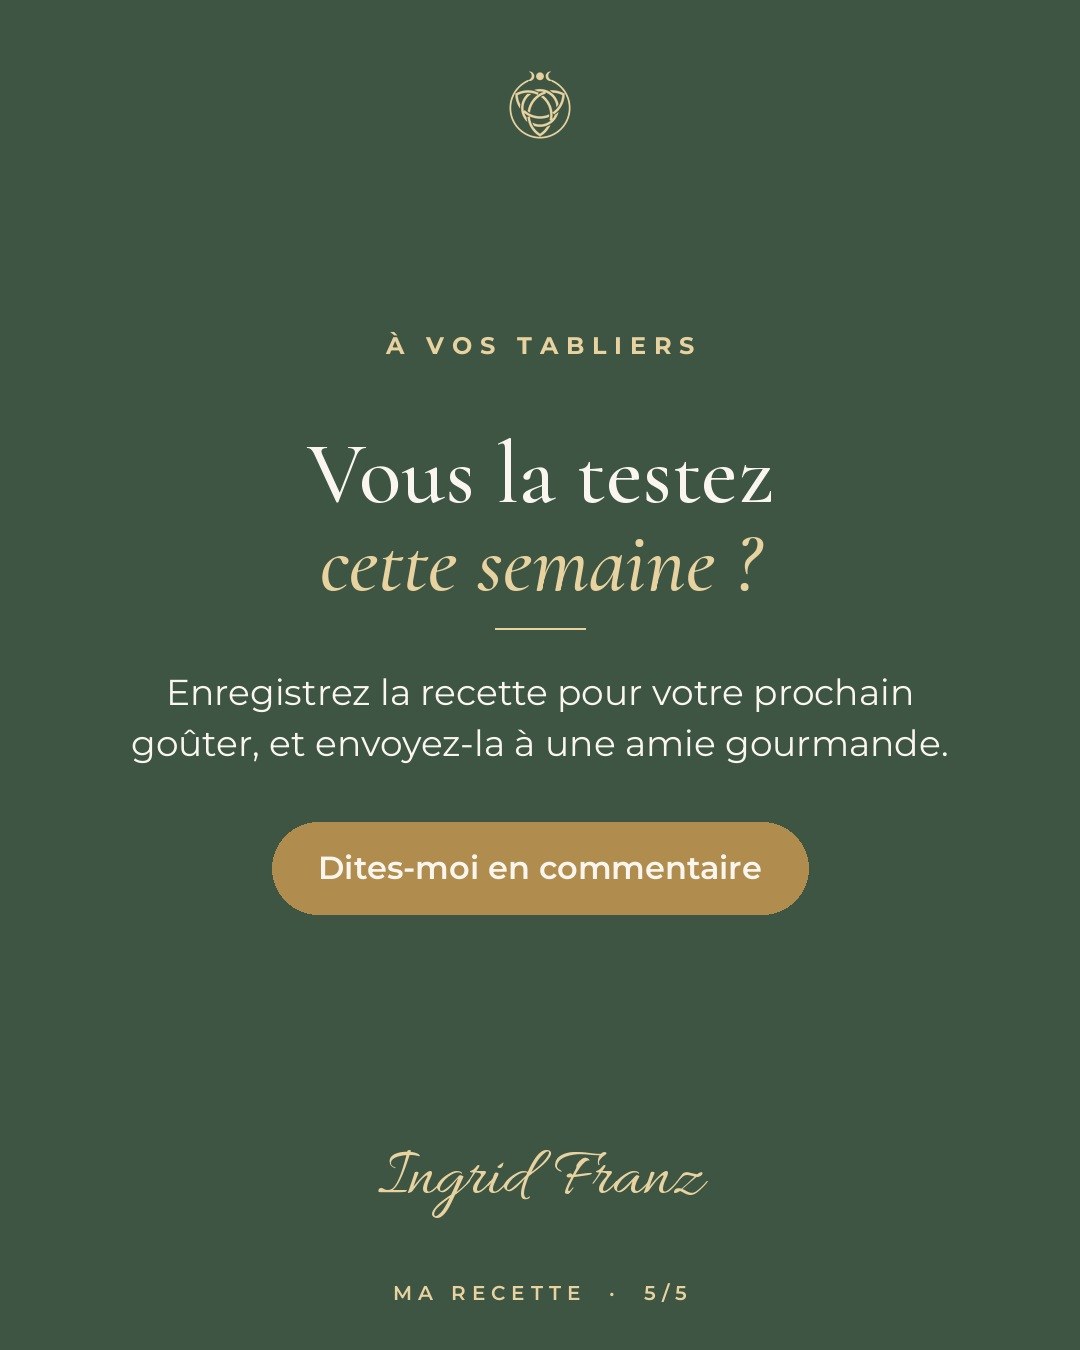 À VOS TABLIERS
Vous la testez
cette semaine ?
Enregistrez la recette pour votre prochain
goûter, et envoyez-la à une amie gourmande.
Dites-moi en commentaire
Ingrid Franz
MA RECETTE · 5/5